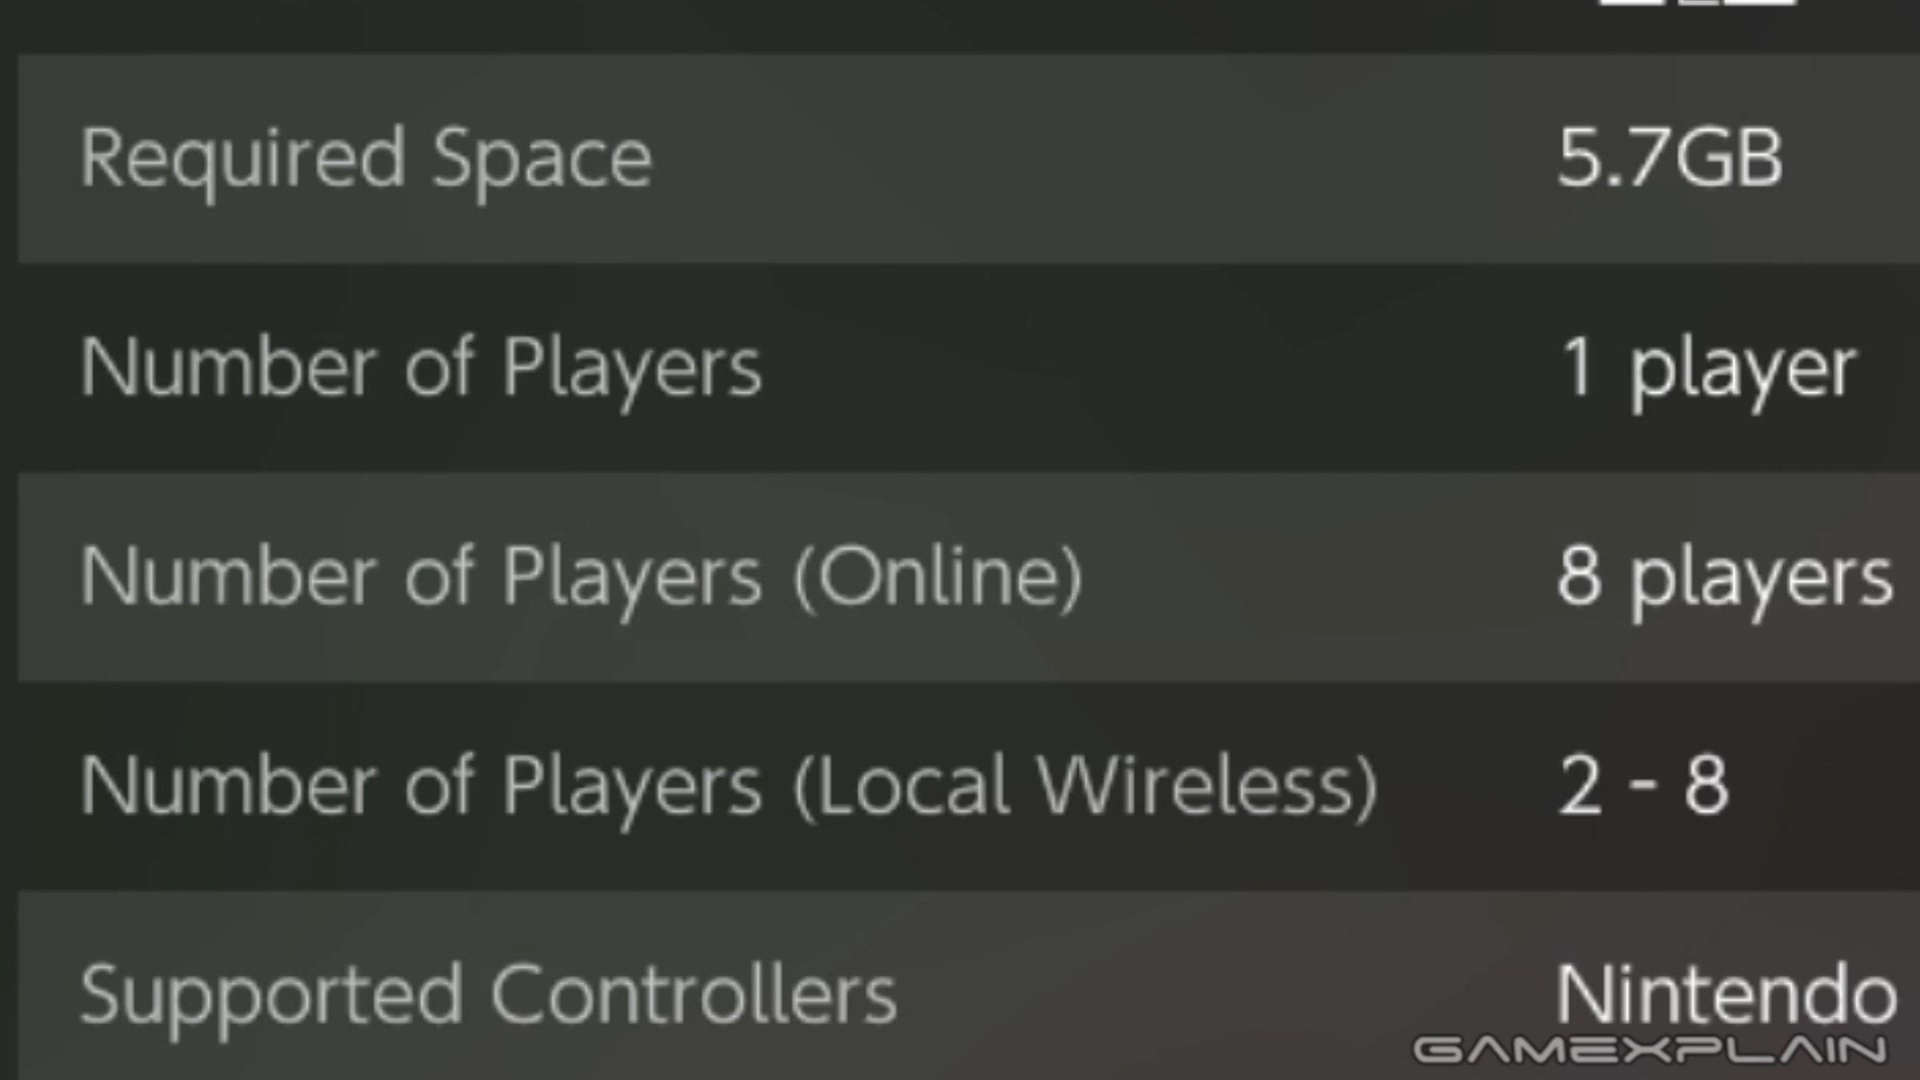 Required Space 5.7GB
Number of Players 1 player
Number of Players (Online) 8 players
Number of Players (Local Wireless) 2 - 8
Supported Controllers Nintendo
GAMEXPLAIN